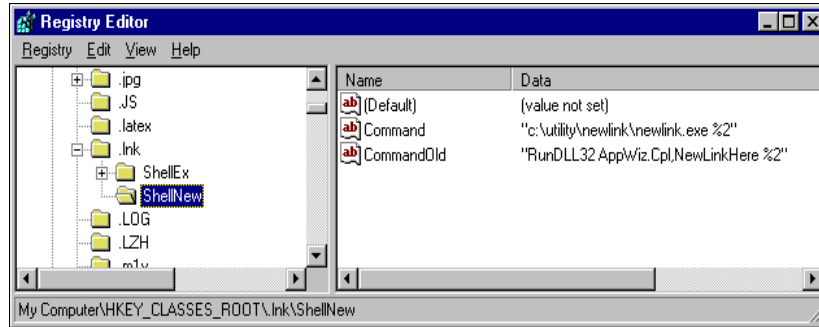 Registry Editor
Registry Edit View Help
.jpg
.JS
.latex
.lnk
ShellEx
ShellNew
.LOG
.LZH
m1v
Name Data
(Default) (value not set)
Command "c:\utility\newlink\newlink.exe %2"
CommandOld "RunDLL32 AppWiz.Cpl,NewLinkHere %2"
My Computer\HKEY_CLASSES_ROOT\.lnk\ShellNew